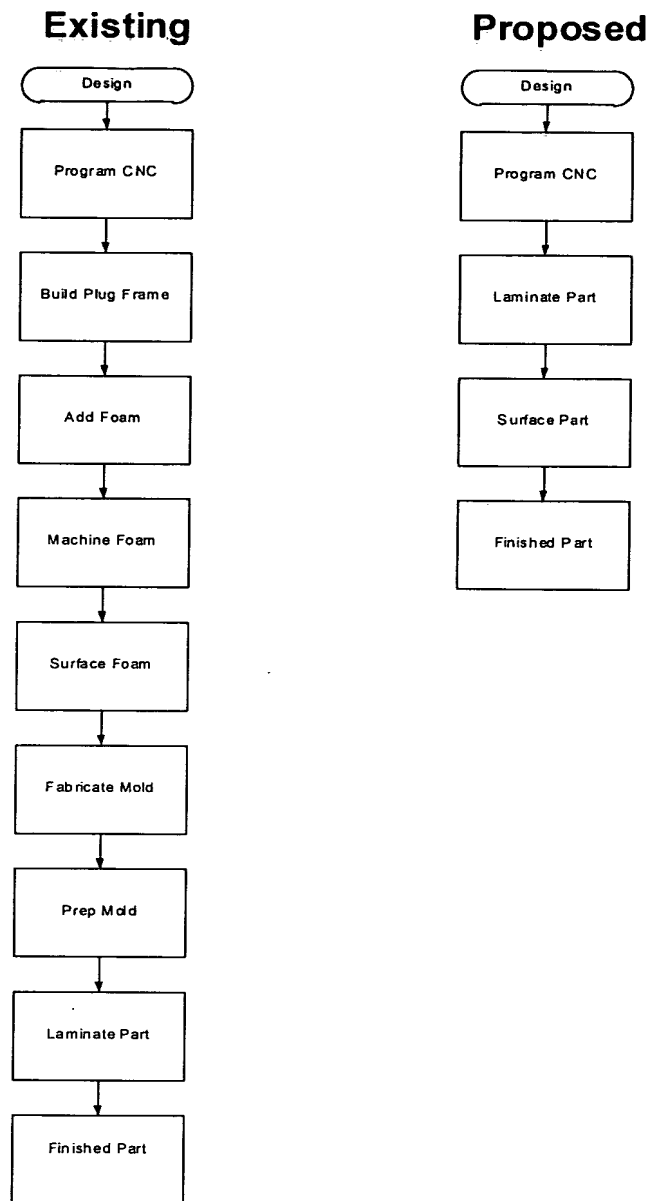 Existing
Design
Program CNC
Build Plug Frame
Add Foam
Machine Foam
Surface Foam
Fabricate Mold
Prep Mold
Laminate Part
Finished Part
Proposed
Design
Program CNC
Laminate Part
Surface Part
Finished Part